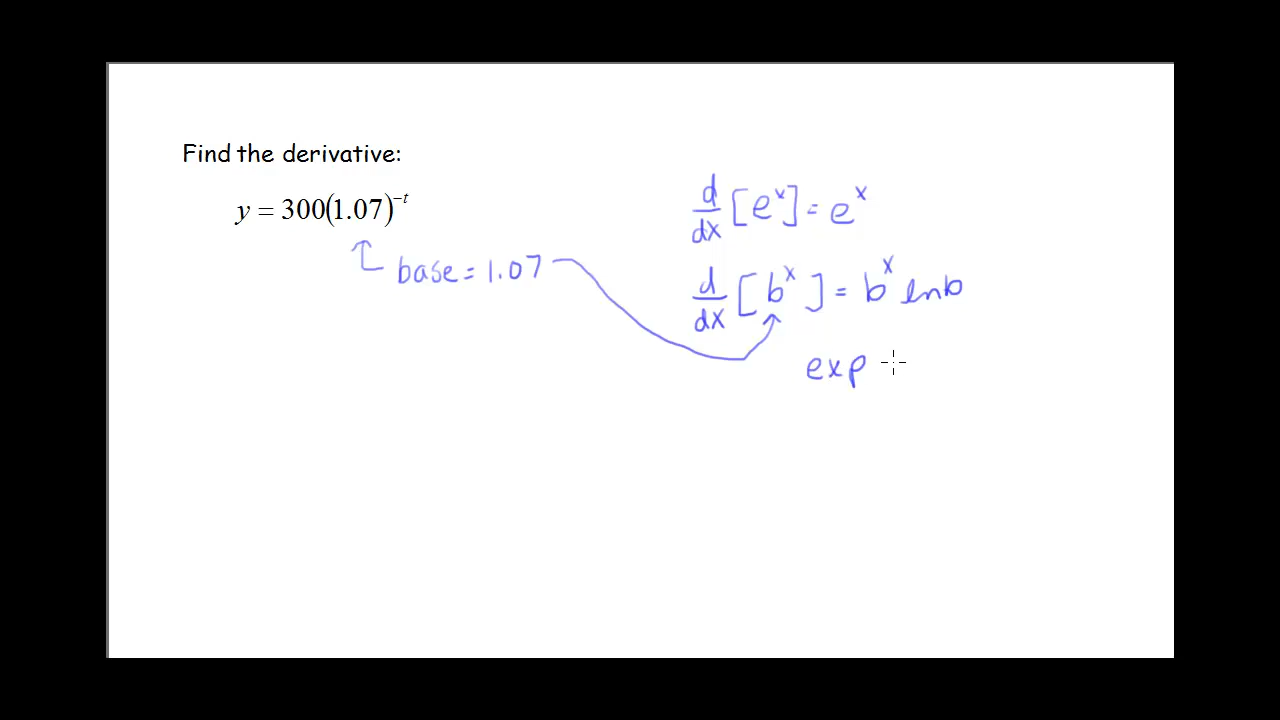 Find the derivative:
y = 300(1.07)^{-t}
base = 1.07
d/dx [e^x] = e^x
d/dx [b^x] = b^x ln b
exp